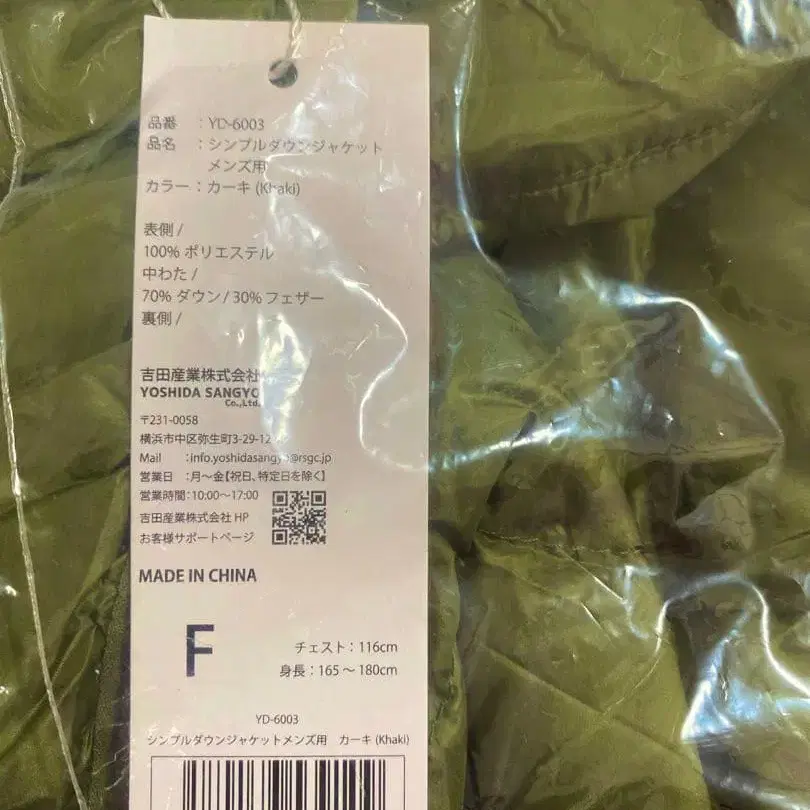 品番 ：YD-6003
品名 ：シンプルダウンジャケット
メンズ用
カラー：カーキ (Khaki)
表側 /
100% ポリエステル
中わた /
70% ダウン / 30% フェザー
裏側 /
吉田産業株式会社
YOSHIDA SANGYO
Co.,Ltd.
〒231-0058
横浜市中区弥生町3-29-12
Mail ：info.yoshidasangyo@rsgc.jp
営業日 ：月〜金【祝日、特定日を除く】
営業時間：10:00〜17:00
吉田産業株式会社 HP
お客様サポートページ
MADE IN CHINA
F
チェスト：116cm
身長：165 〜 180cm
YD-6003
シンプルダウンジャケットメンズ用 カーキ (Khaki)